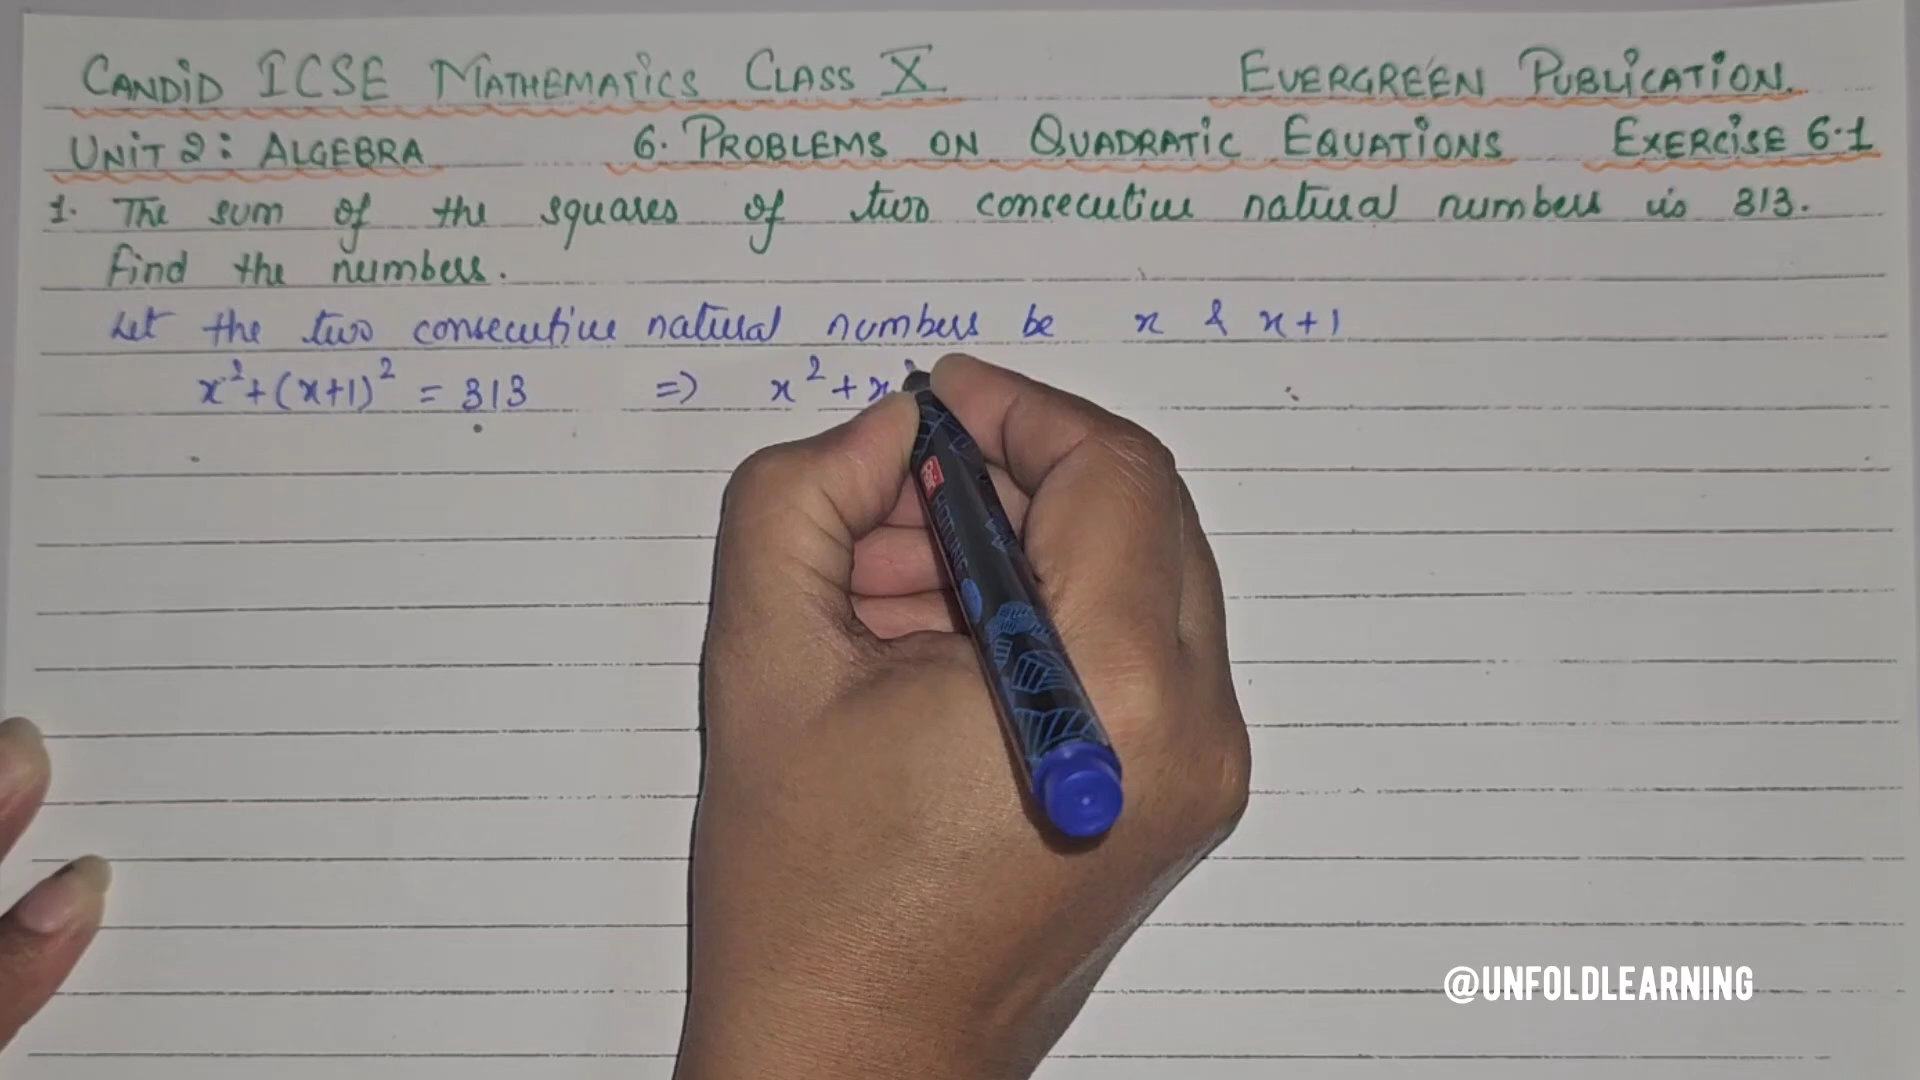 CANDID ICSE MATHEMATICS CLASS X EVERGREEN PUBLICATION.
UNIT 2: ALGEBRA 6. PROBLEMS ON QUADRATIC EQUATIONS EXERCISE 6.1
1. The sum of the squares of two consecutive natural numbers is 313.
Find the numbers.
Let the two consecutive natural numbers be x & x+1
x²+(x+1)² = 313 => x²+x
HOTLINE
@UNFOLDLEARNING